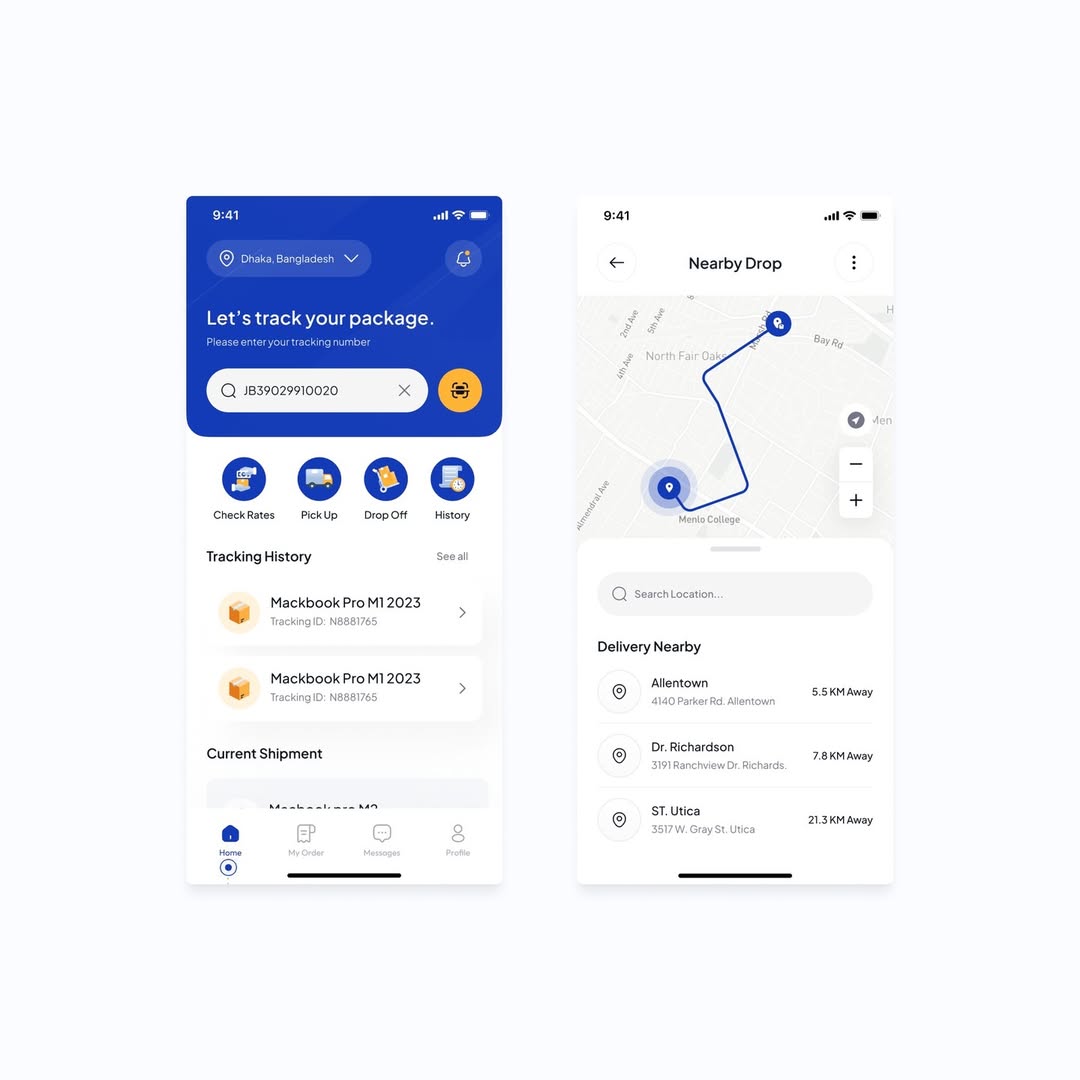 9:41
Dhaka, Bangladesh
Let's track your package.
Please enter your tracking number
JB39029910020
Check Rates
Pick Up
Drop Off
History
Tracking History
See all
Mackbook Pro M1 2023
Tracking ID: N8881765
Mackbook Pro M1 2023
Tracking ID: N8881765
Current Shipment
Macbook pro M2
Home
My Order
Messages
Profile
9:41
Nearby Drop
2nd Ave
5th Ave
4th Ave
North Fair Oaks
Bay Rd
Men
Almendral Ave
Menlo College
Search Location...
Delivery Nearby
Allentown
4140 Parker Rd. Allentown
5.5 KM Away
Dr. Richardson
3191 Ranchview Dr. Richards.
7.8 KM Away
ST. Utica
3517 W. Gray St. Utica
21.3 KM Away